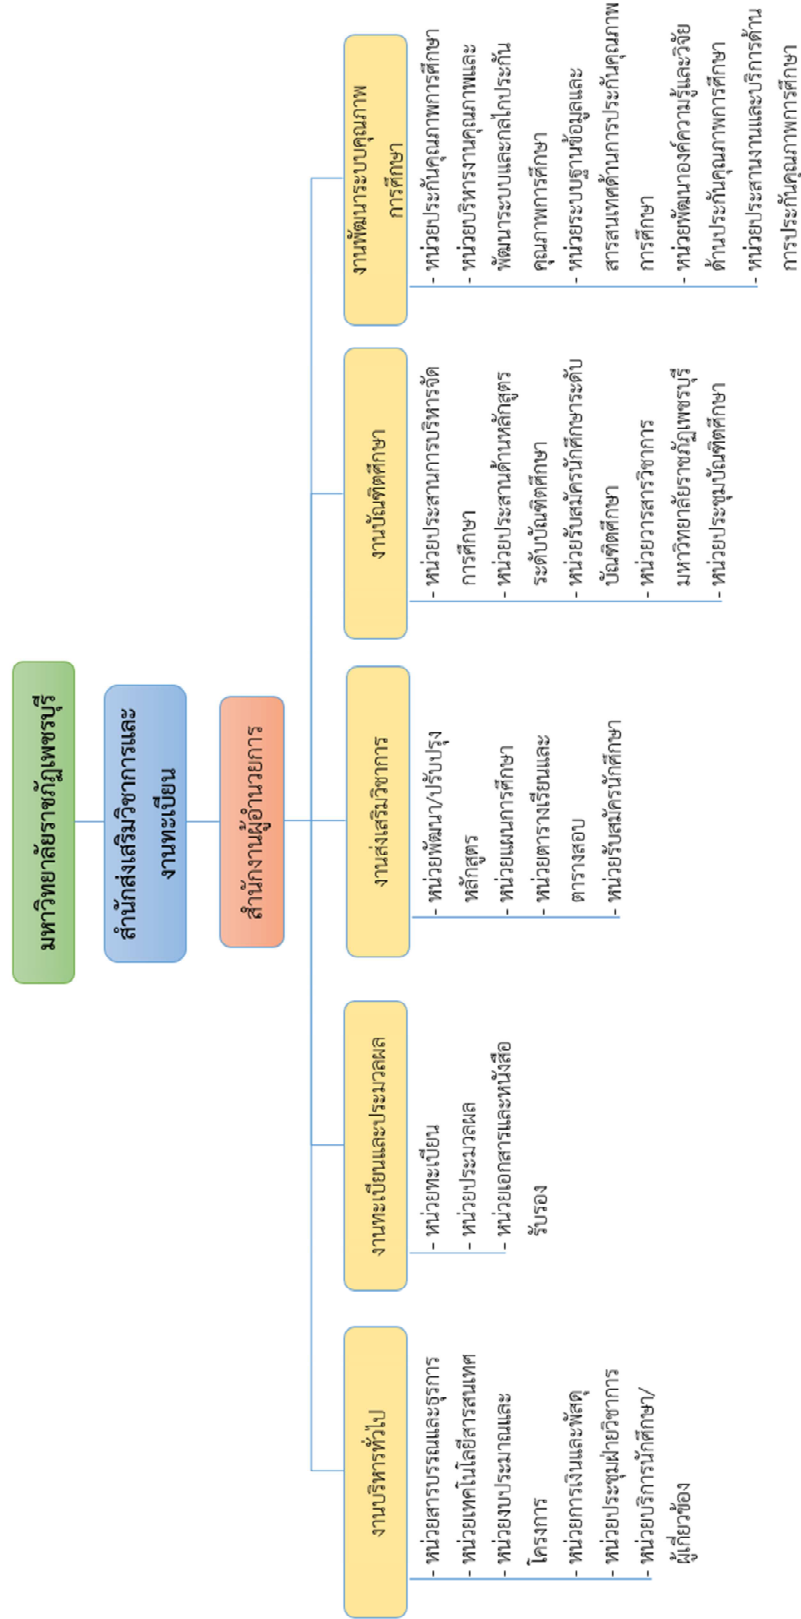 มหาวิทยาลัยราชภัฏเพชรบุรี
สำนักส่งเสริมวิชาการและ
งานทะเบียน
สำนักงานผู้อำนวยการ
งานบริหารทั่วไป
- หน่วยสารบรรณและธุรการ
- หน่วยเทคโนโลยีสารสนเทศ
- หน่วยงบประมาณและ
โครงการ
- หน่วยการเงินและพัสดุ
- หน่วยประชุมฝ่ายวิชาการ
- หน่วยบริการนักศึกษา/
ผู้เกี่ยวข้อง
งานทะเบียนและประมวลผล
- หน่วยทะเบียน
- หน่วยประมวลผล
- หน่วยเอกสารและหนังสือ
รับรอง
งานส่งเสริมวิชาการ
- หน่วยพัฒนา/ปรับปรุง
หลักสูตร
- หน่วยแผนการศึกษา
- หน่วยตารางเรียนและ
ตารางสอบ
- หน่วยรับสมัครนักศึกษา
งานบัณฑิตศึกษา
- หน่วยประสานการบริหารจัด
การศึกษา
- หน่วยประสานด้านหลักสูตร
ระดับบัณฑิตศึกษา
- หน่วยรับสมัครนักศึกษาระดับ
บัณฑิตศึกษา
- หน่วยวารสารวิชาการ
มหาวิทยาลัยราชภัฏเพชรบุรี
- หน่วยประชุมบัณฑิตศึกษา
งานพัฒนาระบบคุณภาพ
การศึกษา
- หน่วยประกันคุณภาพการศึกษา
- หน่วยบริหารงานคุณภาพและ
พัฒนาระบบและกลไกประกัน
คุณภาพการศึกษา
- หน่วยระบบฐานข้อมูลและ
สารสนเทศด้านการประกันคุณภาพ
การศึกษา
- หน่วยพัฒนาองค์ความรู้และวิจัย
ด้านประกันคุณภาพการศึกษา
- หน่วยประสานงานและบริการด้าน
การประกันคุณภาพการศึกษา